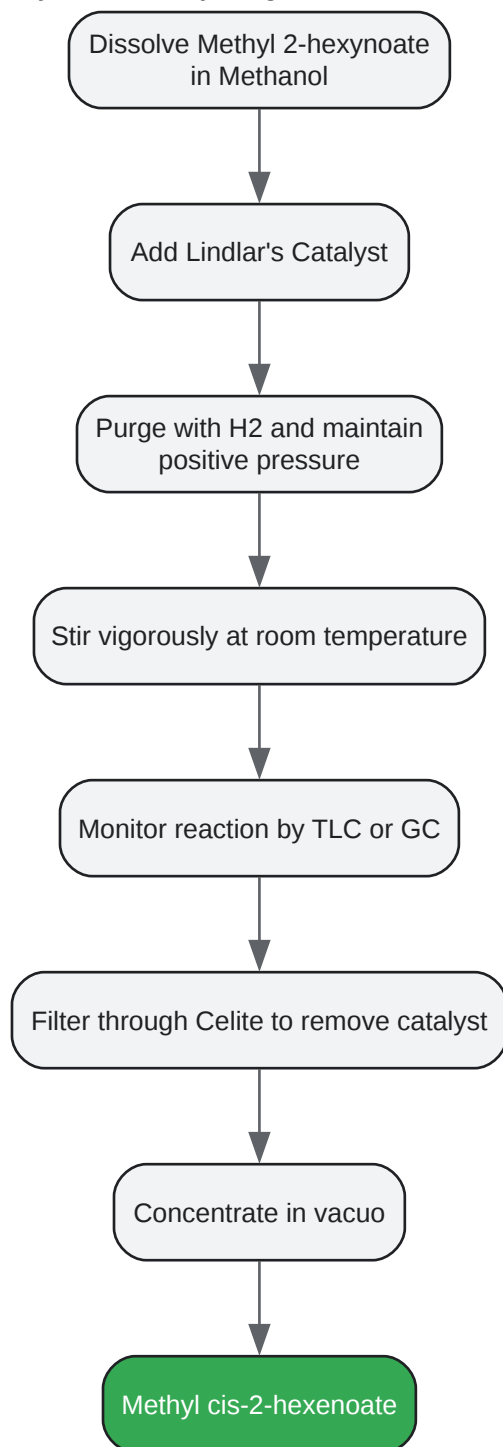 Dissolve Methyl 2-hexynoate
in Methanol
Add Lindlar's Catalyst
Purge with H2 and maintain
positive pressure
Stir vigorously at room temperature
Monitor reaction by TLC or GC
Filter through Celite to remove catalyst
Concentrate in vacuo
Methyl cis-2-hexenoate